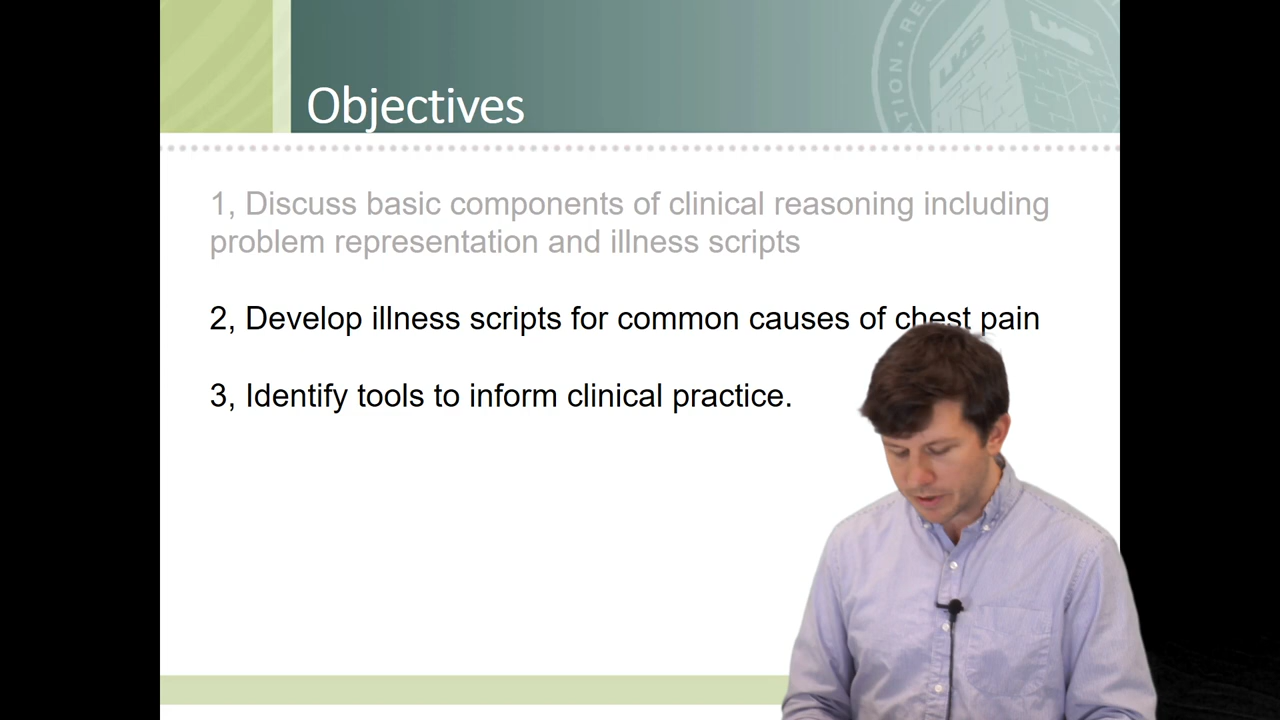 Objectives
1, Discuss basic components of clinical reasoning including
problem representation and illness scripts
2, Develop illness scripts for common causes of chest pain
3, Identify tools to inform clinical practice.